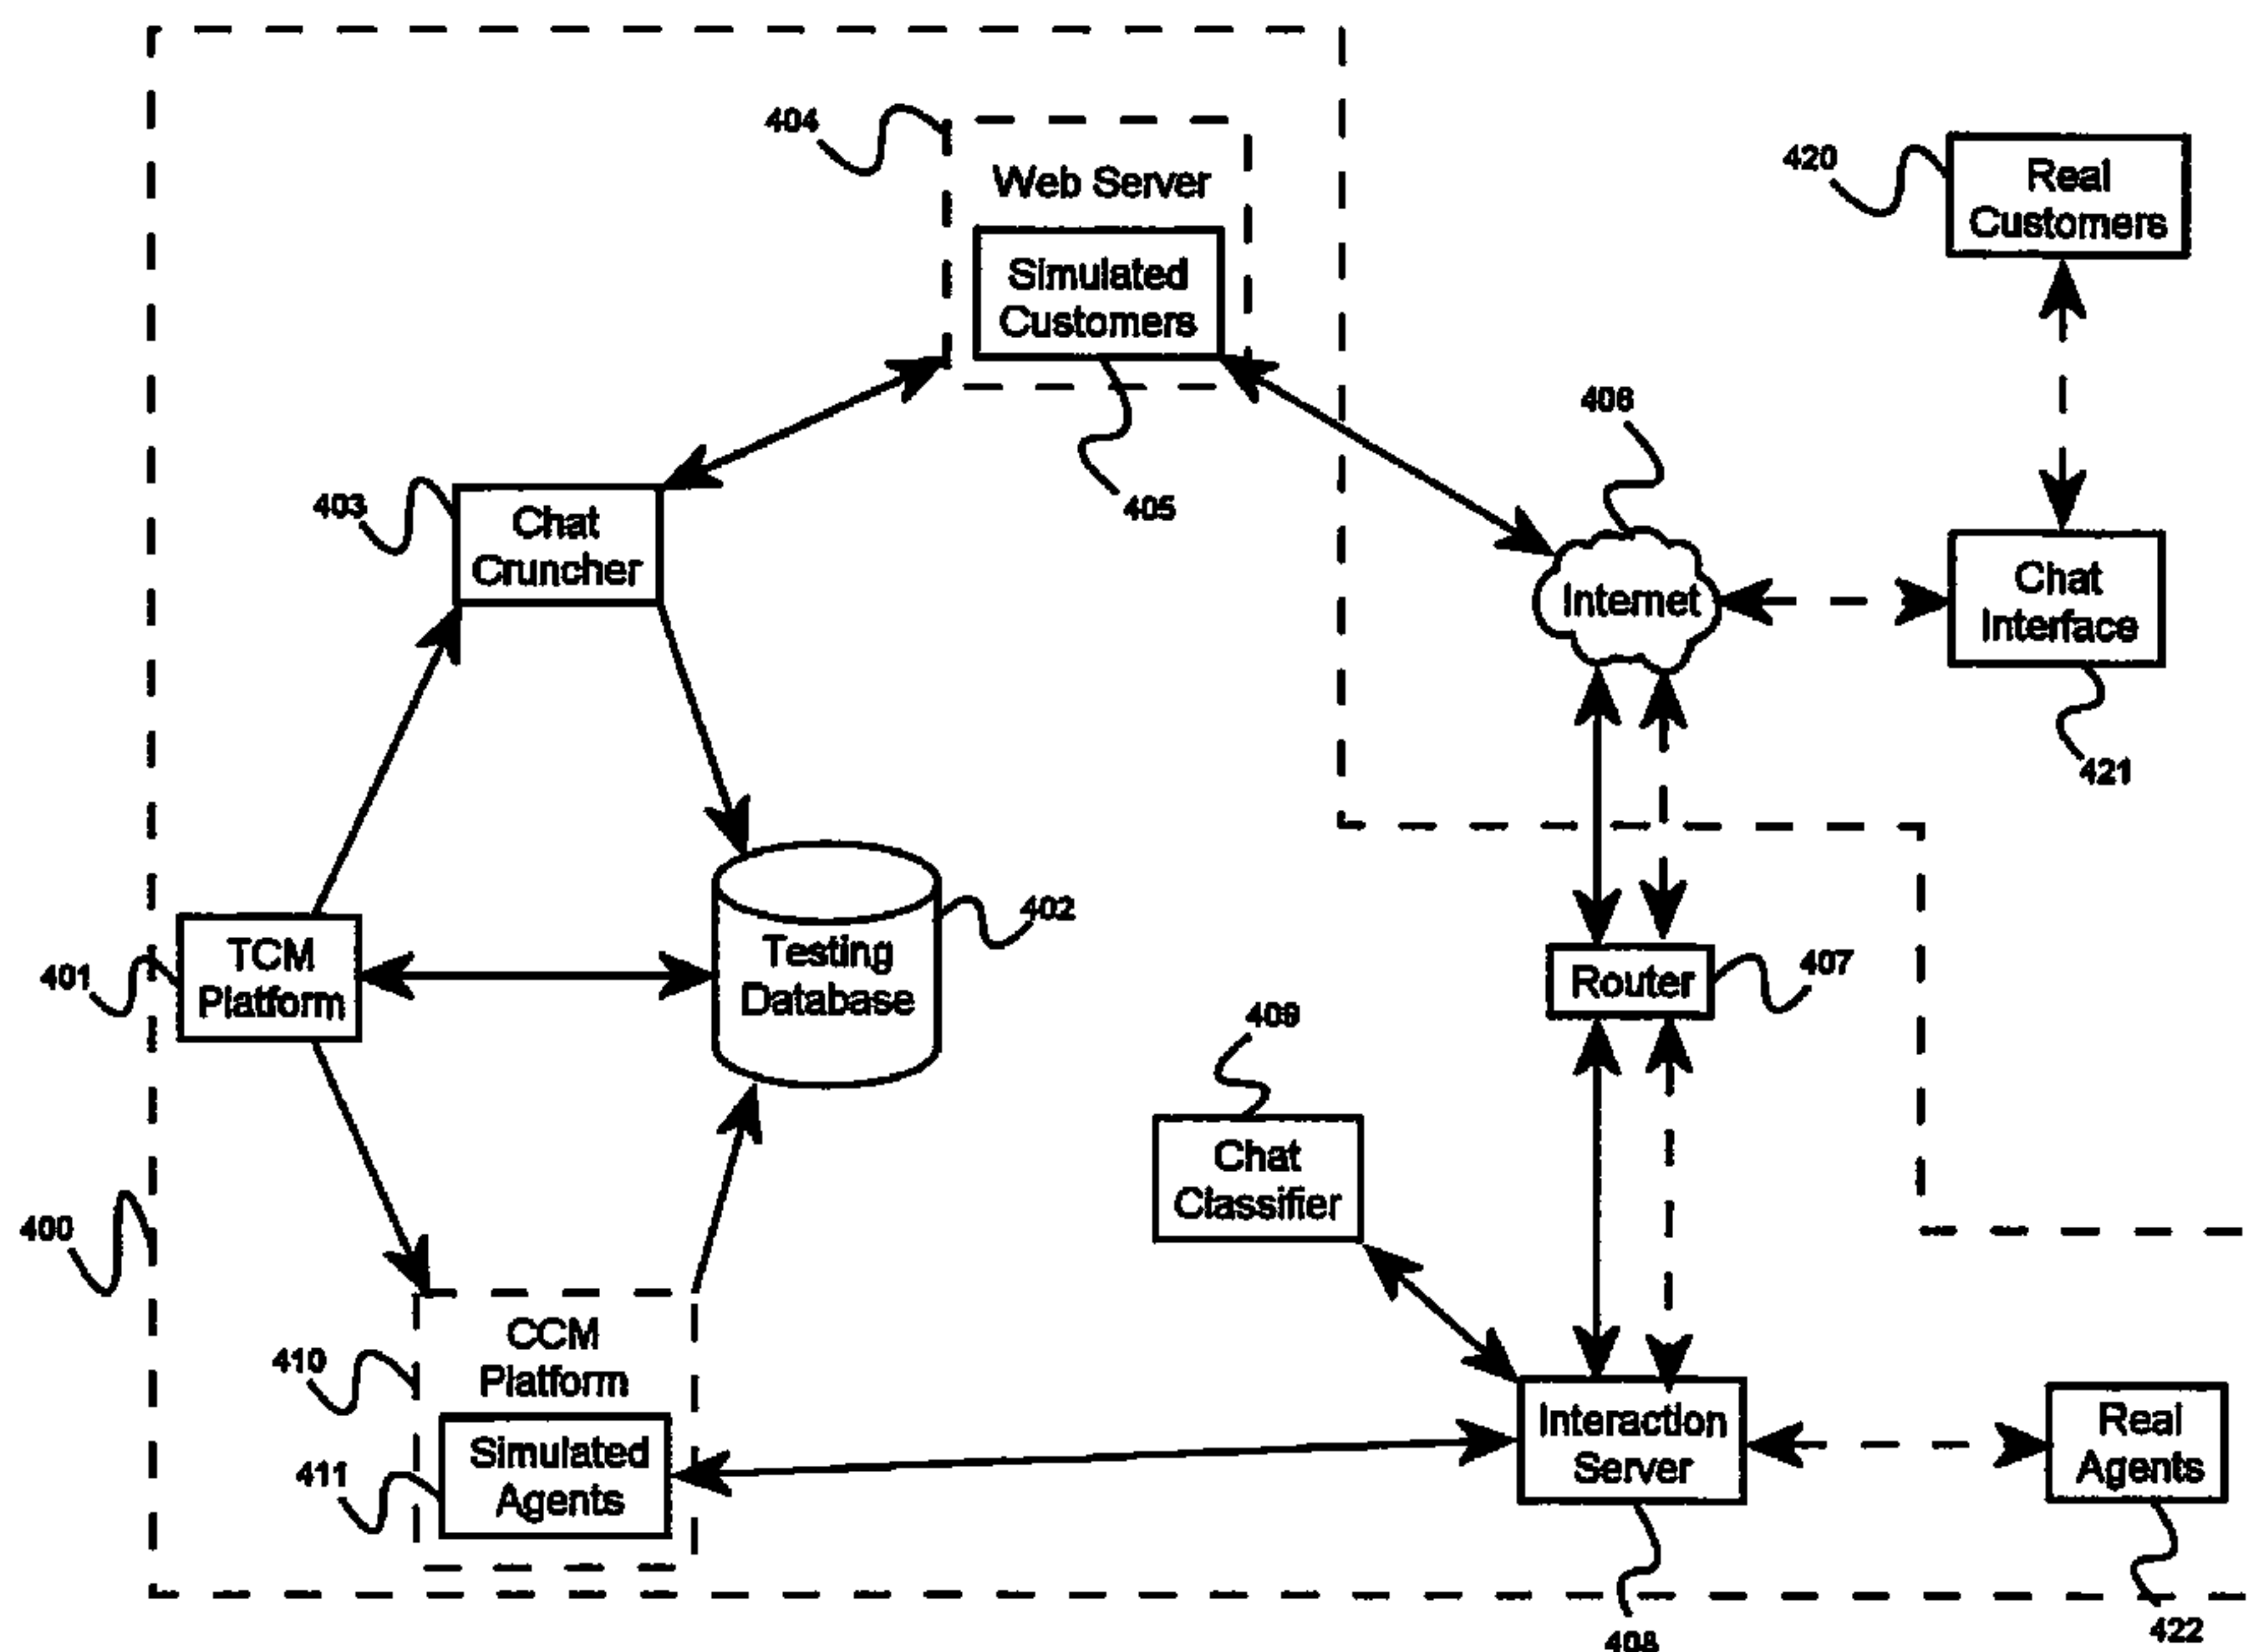 404
Web Server
Simulated
Customers
405
420
Real
Customers
403
Chat
Cruncher
406
Internet
Chat
Interface
421
401
TCM
Platform
Testing
Database
402
Router
407
409
Chat
Classifier
400
410
CCM
Platform
411
Simulated
Agents
Interaction
Server
408
Real
Agents
422